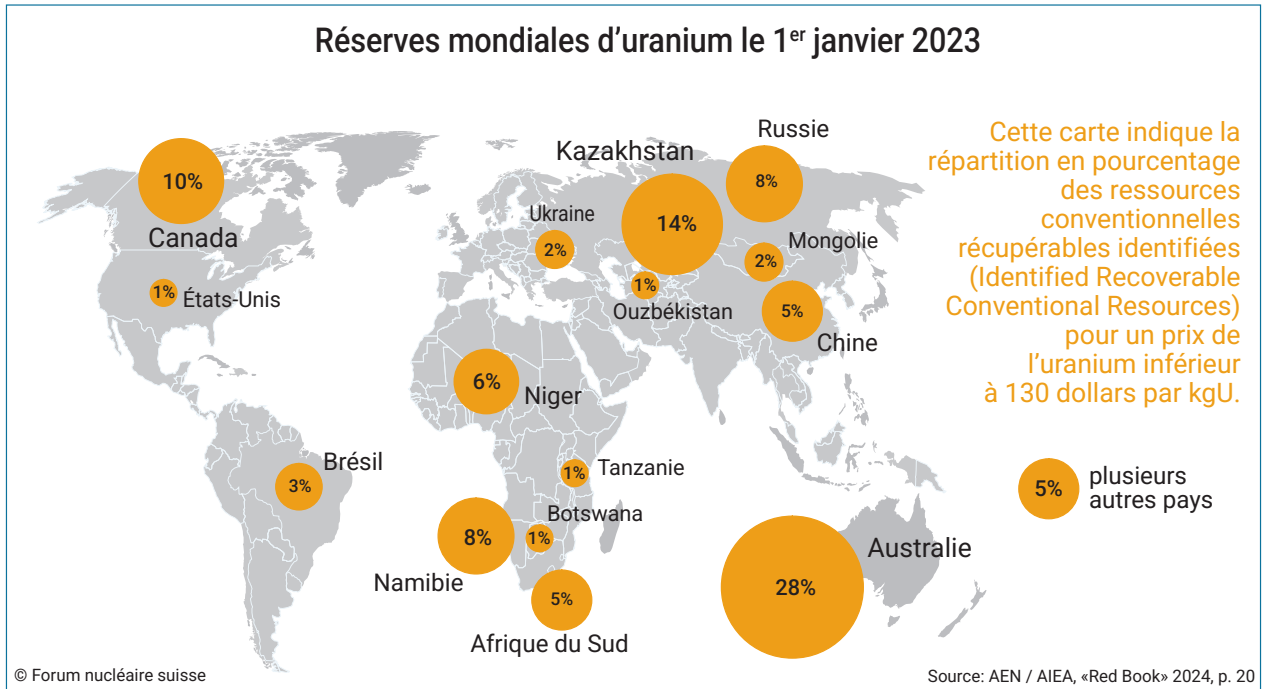 Réserves mondiales d’uranium le 1er janvier 2023
Cette carte indique la
répartition en pourcentage
des ressources
conventionnelles
récupérables identifiées
(Identified Recoverable
Conventional Resources)
pour un prix de
l’uranium inférieur
à 130 dollars par kgU.
10%
Canada
1%
États-Unis
3%
Brésil
Russie
8%
Kazakhstan
14%
Ukraine
2%
Mongolie
2%
1%
Ouzbékistan
5%
Chine
6%
Niger
1%
Tanzanie
Botswana
1%
8%
Namibie
5%
Afrique du Sud
Australie
28%
5%
plusieurs
autres pays
© Forum nucléaire suisse
Source: AEN / AIEA, «Red Book» 2024, p. 20